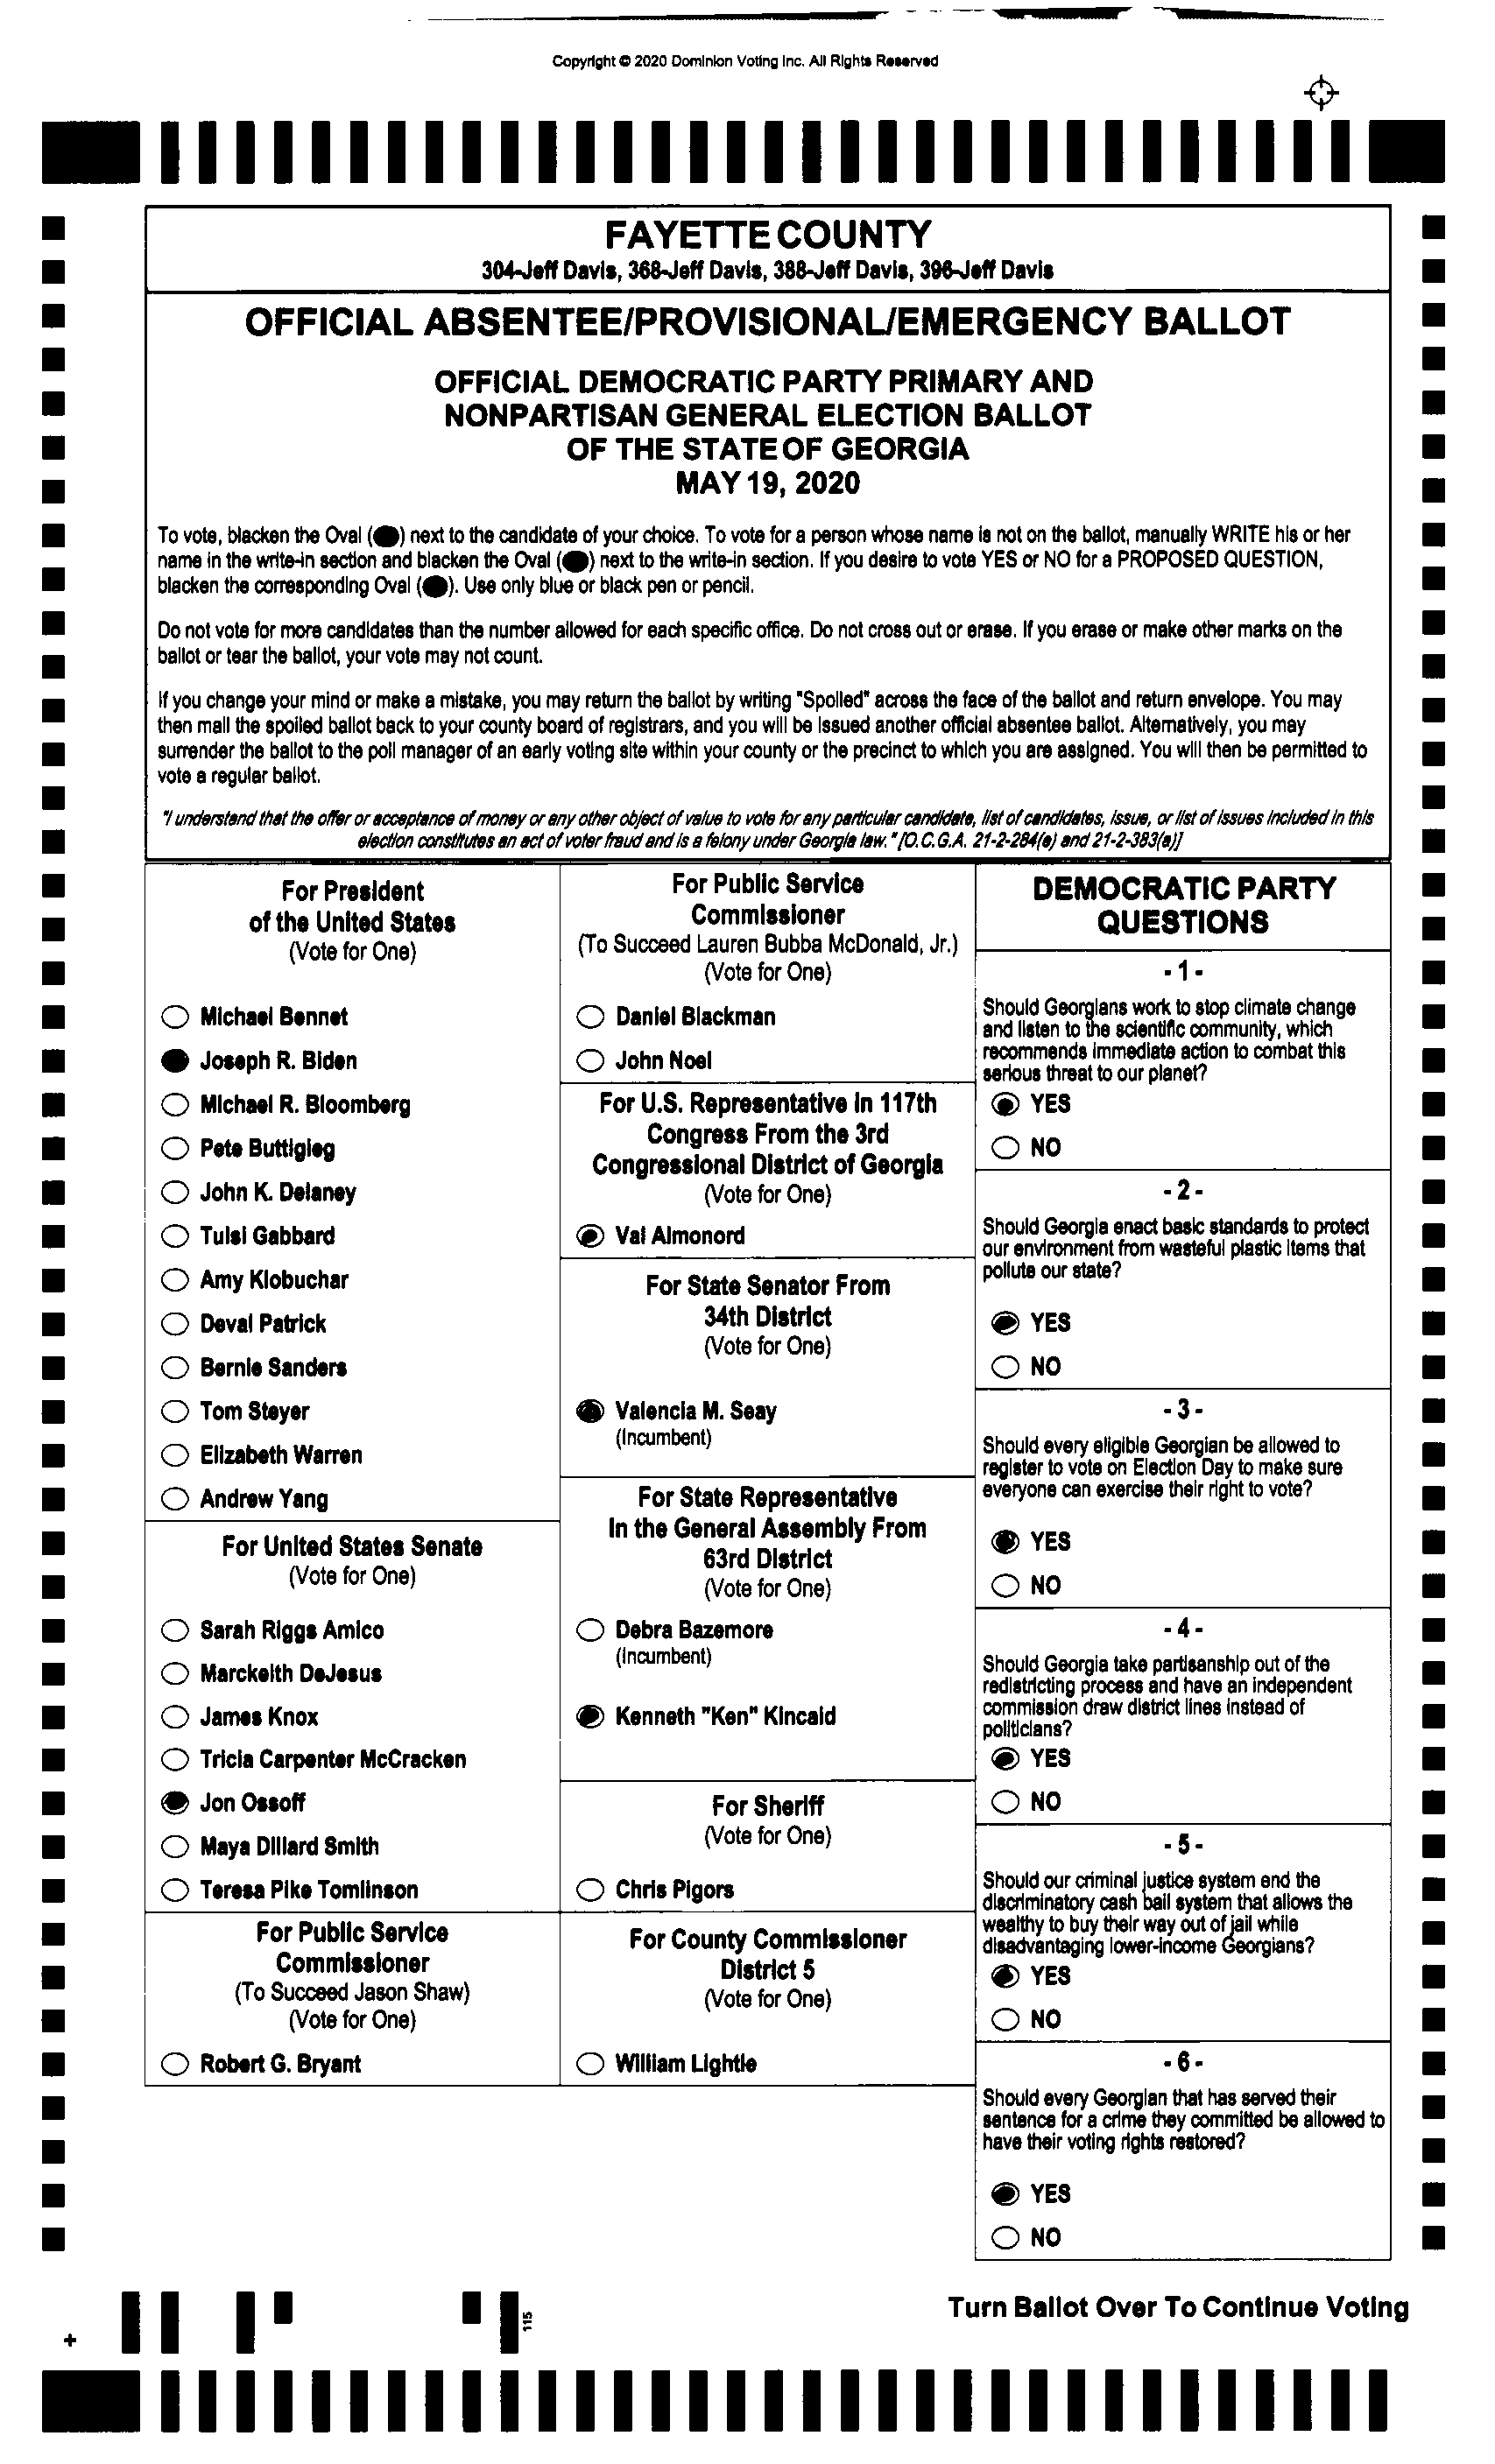 Copyright © 2020 Dominion Voting Inc. All Rights Reserved
FAYETTE COUNTY
304-Jeff Davis, 368-Jeff Davis, 388-Jeff Davis, 396-Jeff Davis
OFFICIAL ABSENTEE/PROVISIONAL/EMERGENCY BALLOT
OFFICIAL DEMOCRATIC PARTY PRIMARY AND
NONPARTISAN GENERAL ELECTION BALLOT
OF THE STATE OF GEORGIA
MAY 19, 2020
To vote, blacken the Oval ( ) next to the candidate of your choice. To vote for a person whose name is not on the ballot, manually WRITE his or her
name in the write-in section and blacken the Oval ( ) next to the write-in section. If you desire to vote YES or NO for a PROPOSED QUESTION,
blacken the corresponding Oval ( ). Use only blue or black pen or pencil.
Do not vote for more candidates than the number allowed for each specific office. Do not cross out or erase. If you erase or make other marks on the
ballot or tear the ballot, your vote may not count.
If you change your mind or make a mistake, you may return the ballot by writing "Spoiled" across the face of the ballot and return envelope. You may
then mail the spoiled ballot back to your county board of registrars, and you will be issued another official absentee ballot. Alternatively, you may
surrender the ballot to the poll manager of an early voting site within your county or the precinct to which you are assigned. You will then be permitted to
vote a regular ballot.
"I understand that the offer or acceptance of money or any other object of value to vote for any particular candidate, list of candidates, issue, or list of issues included in this
election constitutes an act of voter fraud and is a felony under Georgia law." [O.C.G.A. 21-2-284(e) and 21-2-383(a)]
For President
of the United States
(Vote for One)
Michael Bennet
Joseph R. Biden
Michael R. Bloomberg
Pete Buttigieg
John K. Delaney
Tulsi Gabbard
Amy Klobuchar
Deval Patrick
Bernie Sanders
Tom Steyer
Elizabeth Warren
Andrew Yang
For United States Senate
(Vote for One)
Sarah Riggs Amico
Marckeith DeJesus
James Knox
Tricia Carpenter McCracken
Jon Ossoff
Maya Dillard Smith
Teresa Pike Tomlinson
For Public Service
Commissioner
(To Succeed Jason Shaw)
(Vote for One)
Robert G. Bryant
For Public Service
Commissioner
(To Succeed Lauren Bubba McDonald, Jr.)
(Vote for One)
Daniel Blackman
John Noel
For U.S. Representative in 117th
Congress From the 3rd
Congressional District of Georgia
(Vote for One)
Val Almonord
For State Senator From
34th District
(Vote for One)
Valencia M. Seay
(Incumbent)
For State Representative
In the General Assembly From
63rd District
(Vote for One)
Debra Bazemore
(Incumbent)
Kenneth "Ken" Kincaid
For Sheriff
(Vote for One)
Chris Pigors
For County Commissioner
District 5
(Vote for One)
William Lightle
DEMOCRATIC PARTY
QUESTIONS
- 1 -
Should Georgians work to stop climate change
and listen to the scientific community, which
recommends immediate action to combat this
serious threat to our planet?
YES
NO
- 2 -
Should Georgia enact basic standards to protect
our environment from wasteful plastic items that
pollute our state?
YES
NO
- 3 -
Should every eligible Georgian be allowed to
register to vote on Election Day to make sure
everyone can exercise their right to vote?
YES
NO
- 4 -
Should Georgia take partisanship out of the
redistricting process and have an independent
commission draw district lines instead of
politicians?
YES
NO
- 5 -
Should our criminal justice system end the
discriminatory cash bail system that allows the
wealthy to buy their way out of jail while
disadvantaging lower-income Georgians?
YES
NO
- 6 -
Should every Georgian that has served their
sentence for a crime they committed be allowed to
have their voting rights restored?
YES
NO
Turn Ballot Over To Continue Voting
115
+